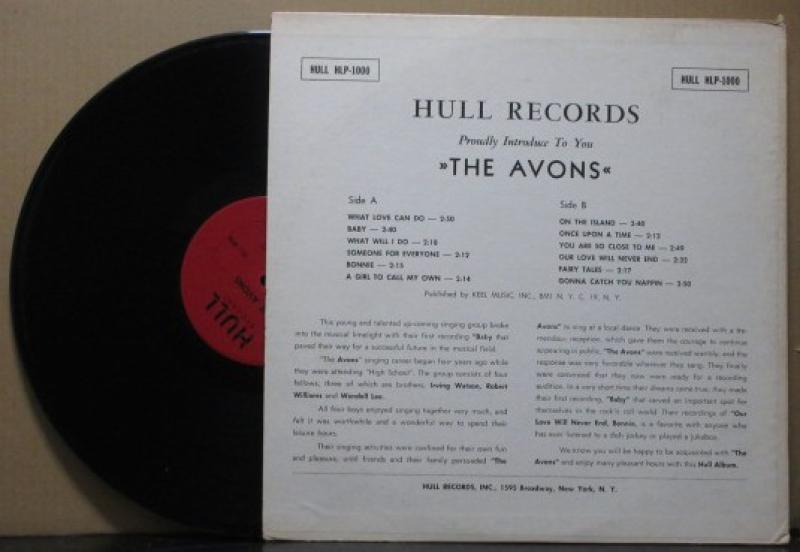 HULL HLP-1000
HULL HLP-1000
HULL RECORDS
Proudly Introduce To You
»THE AVONS«
Side A
WHAT LOVE CAN DO — 2:50
BABY — 2:40
WHAT WILL I DO — 2:18
SOMEONE FOR EVERYONE — 2:12
BONNIE — 2:15
A GIRL TO CALL MY OWN — 2:14
Side B
ON THE ISLAND — 2:40
ONCE UPON A TIME — 2:12
YOU ARE SO CLOSE TO ME — 2:49
OUR LOVE WILL NEVER END — 2:32
FAIRY TALES — 2:17
GONNA CATCH YOU NAPPIN — 2:50
Published by KEEL MUSIC, INC., BMI N. Y. C. 19, N. Y.
This young and talented up-coming singing group broke
into the musical limelight with their first recording "Baby that
paved their way for a successful future in the musical field.
"The Avons" singing career began four years ago while
they were attending "High School". The group consists of four
fellows, three of which are brothers, Irving Watson, Robert
Williams and Wendell Lee.
All four boys enjoyed singing together very much, and
felt it was worthwhile and a wonderful way to spend their
leisure hours.
Their singing activities were confined for their own fun
and pleasure, until friends and their family persuaded "The
Avons" to sing at a local dance. They were received with a tre-
mendous reception, which gave them the courage to continue
appearing in public. "The Avons" were received warmly, and the
response was very favorable wherever they sang. They finally
were convinced that they now were ready for a recording
audition. In a very short time their dreams came true; they made
their first recording, "Baby" that served an important spot for
themselves in the rock'n roll world. Their recordings of "Our
Love Will Never End, Bonnie, is a favorite with anyone who
has ever listened to a dish jockey or played a jukebox.
We know you will be happy to be acquainted with "The
Avons" and enjoy many pleasant hours with this Hull Album.
HULL RECORDS, INC., 1595 Broadway, New York, N. Y.
HULL
AVONS